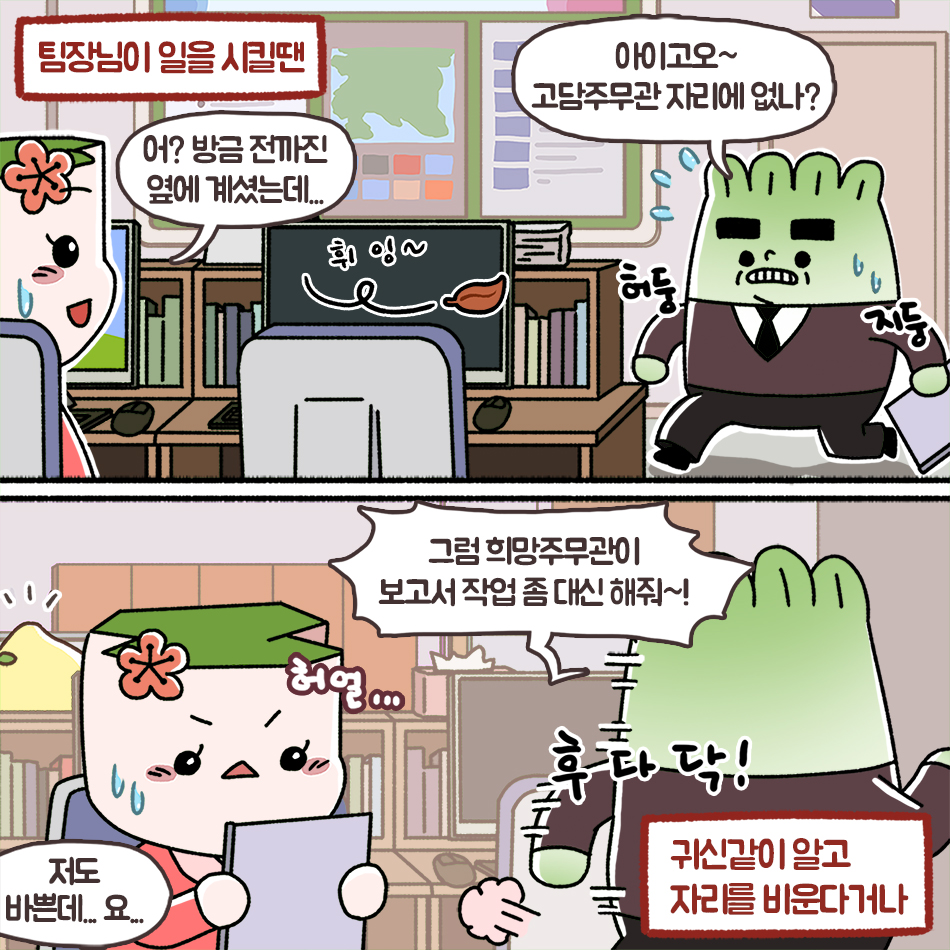 팀장님이 일을 시킬땐
아이고오~
고담주무관 자리에 없나?
어? 방금 전까진
옆에 계셨는데...
휘잉~
허둥
지둥
그럼 희망주무관이
보고서 작업 좀 대신 해줘~!
허얼...
후다닥!
저도
바쁜데... 요...
귀신같이 알고
자리를 비운다거나